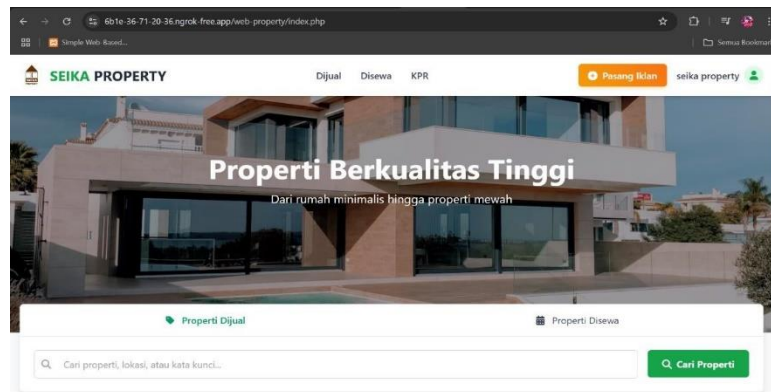 6b1e-36-71-20-36.ngrok-free.app/web-property/index.php
Simple Web Based...
Semua Bookmar
SEIKA PROPERTY
Dijual Disewa KPR
Pasang Iklan
seika property
Properti Berkualitas Tinggi
Dari rumah minimalis hingga properti mewah
Properti Dijual
Properti Disewa
Cari properti, lokasi, atau kata kunci...
Cari Properti